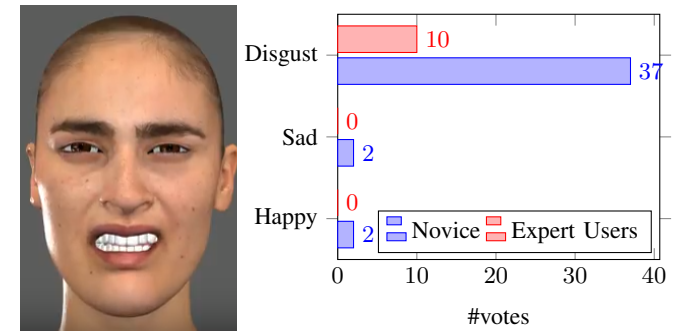 Disgust
10
37
Sad
0
2
Happy
0
2
Novice Expert Users
0 10 20 30 40
#votes